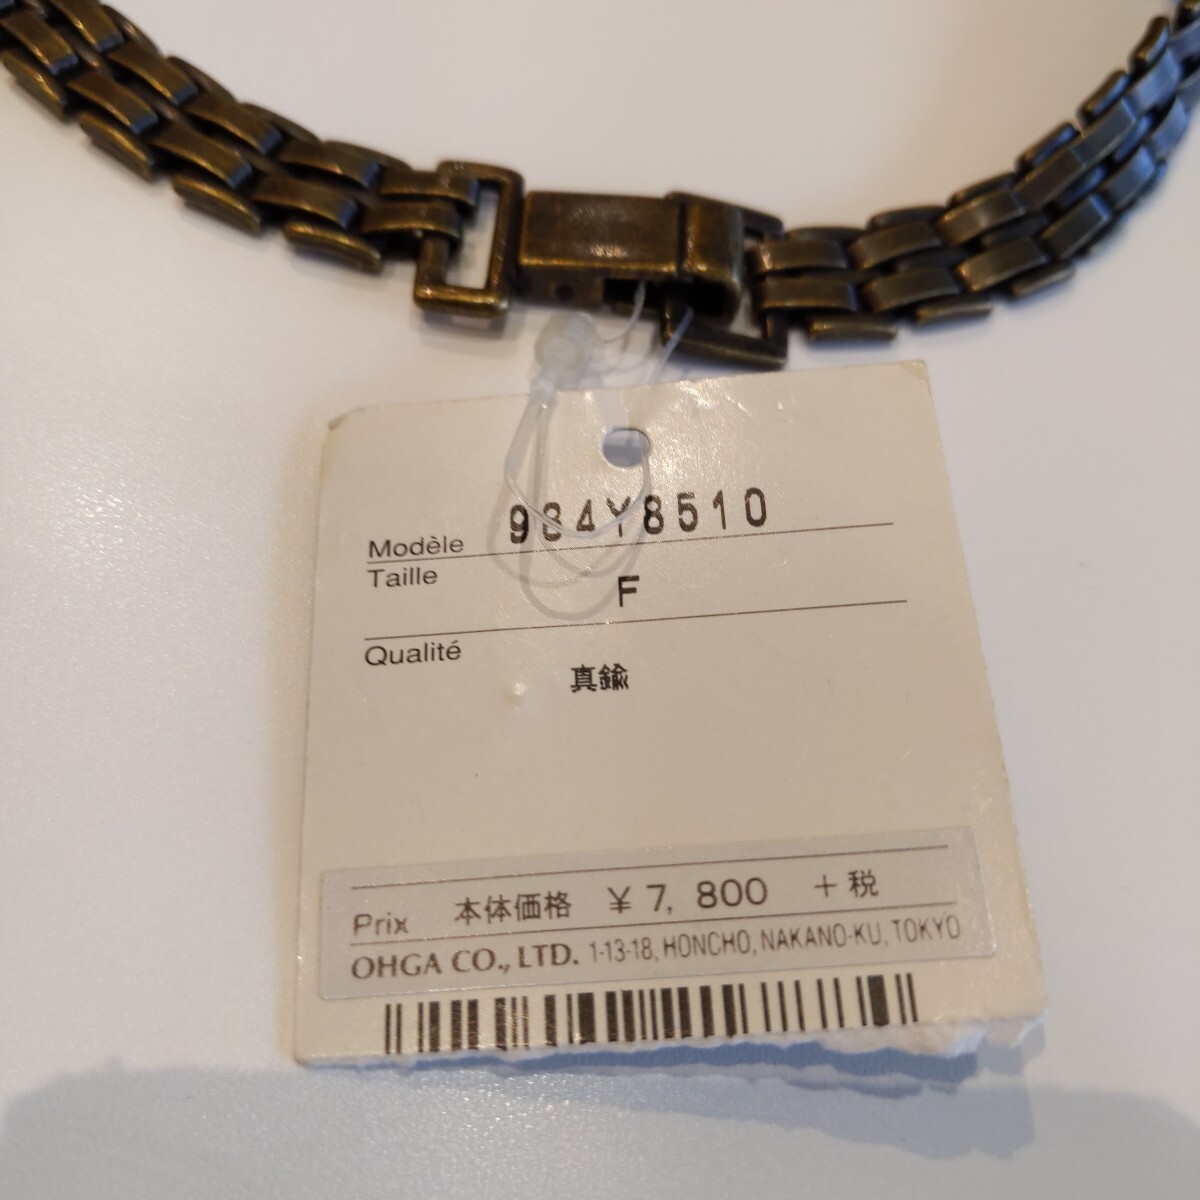 Modèle 984Y8510
Taille F
Qualité
真鍮
Prix 本体価格 ¥7,800 +税
OHGA CO., LTD. 1-13-18, HONCHO, NAKANO-KU, TOKYO